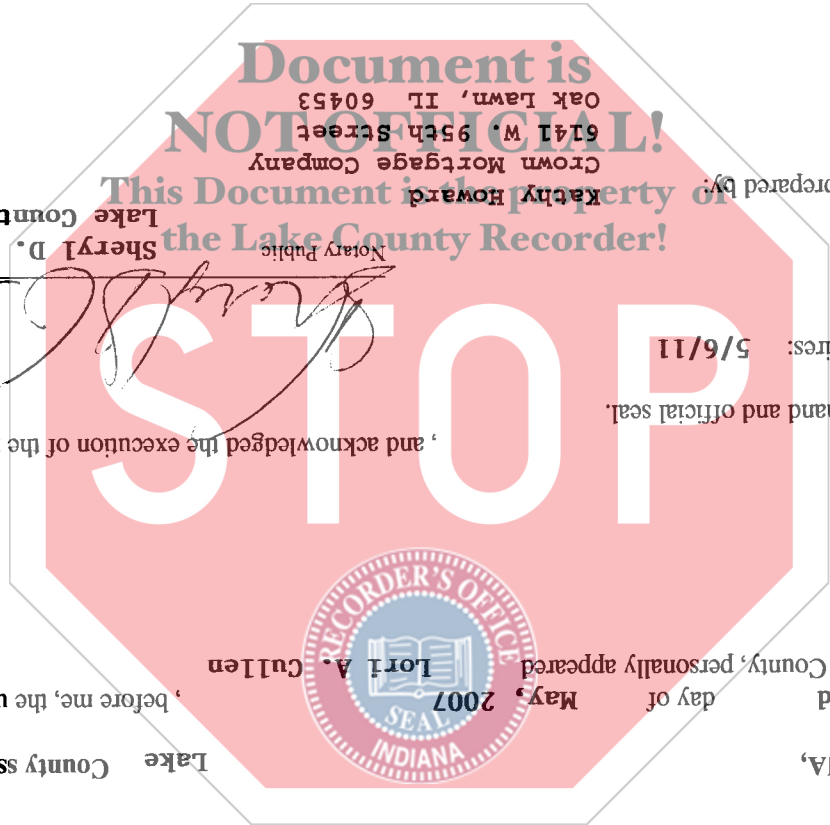 Document is
NOT OFFICIAL!
This Document is the property of
the Lake County Recorder!
STOP
RECORDER'S OFFICE
SEAL
INDIANA
Lake County ss
day of May, 2007 , before me, the
County, personally appeared Lori A. Cullen
, and acknowledged the execution of the
hand and official seal.
5/6/11
Notary Public Sheryl D.
Lake
prepared by: Kathy Howard
Crown Mortgage Company
6141 W. 95th Street
Oak Lawn, IL 60453